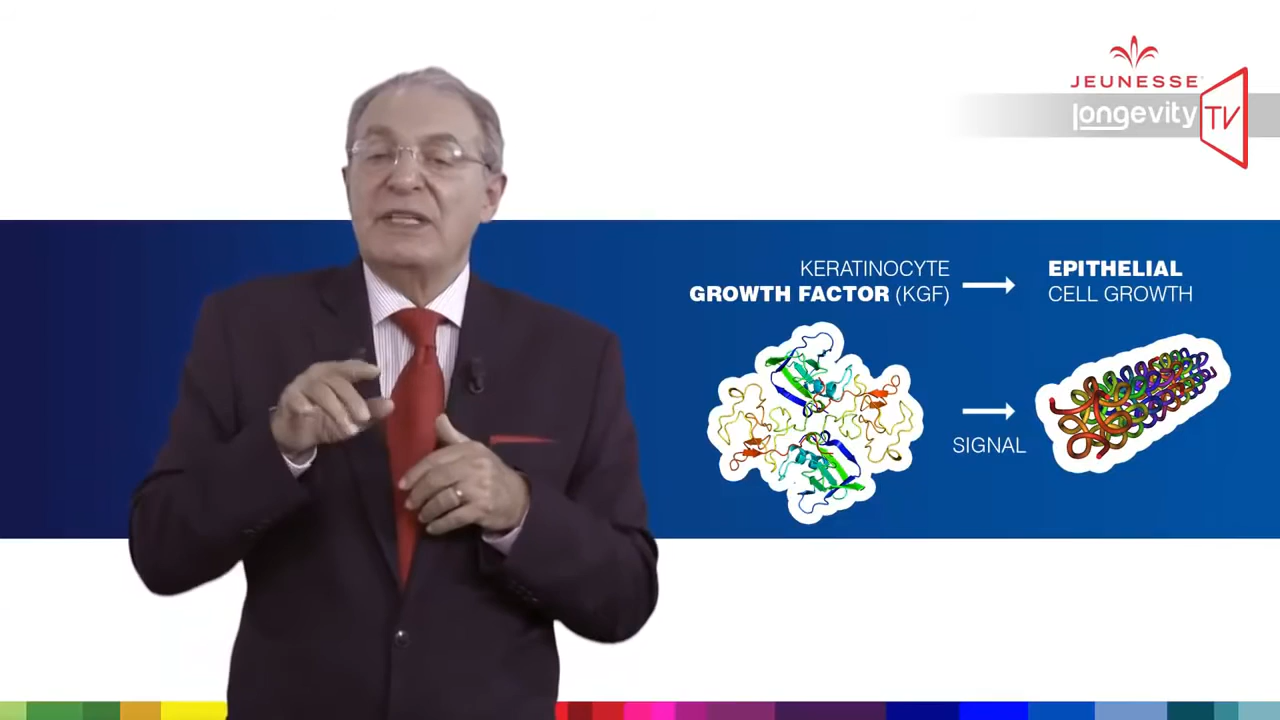 JEUNESSE
longevity TV
KERATINOCYTE
GROWTH FACTOR (KGF)
EPITHELIAL
CELL GROWTH
SIGNAL